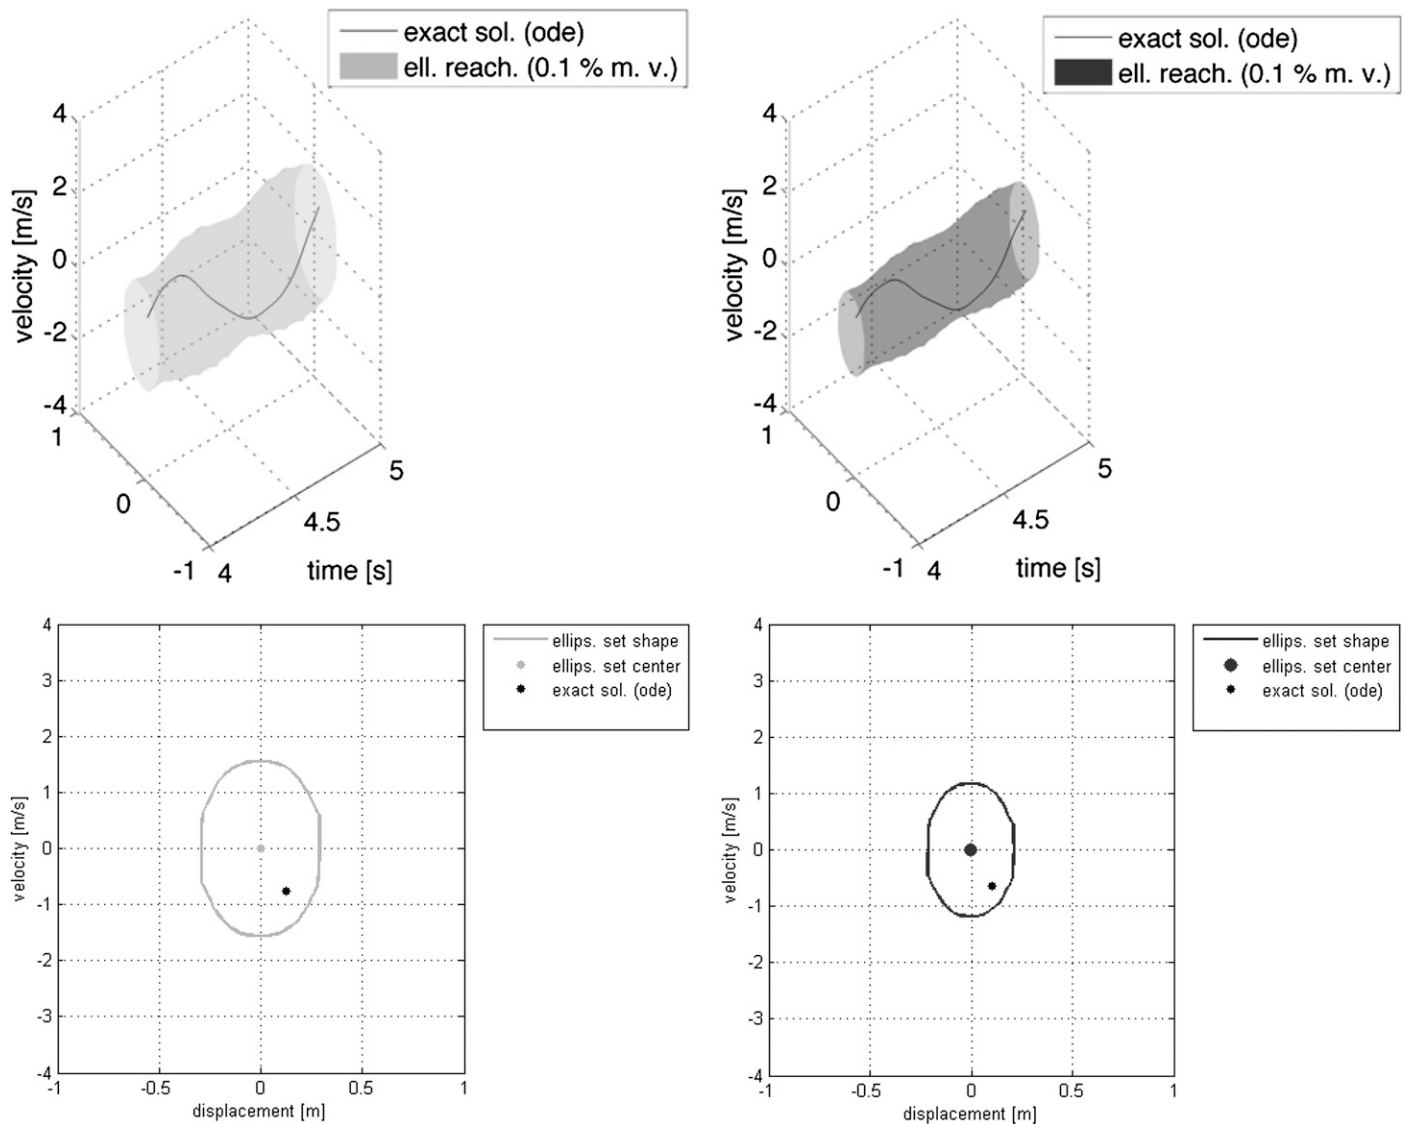 exact sol. (ode)
ell. reach. (0.1 % m. v.)
4
2
0
-2
-4
velocity [m/s]
1
0
-1
4
4.5
5
time [s]
exact sol. (ode)
ell. reach. (0.1 % m. v.)
4
2
0
-2
-4
velocity [m/s]
1
0
-1
4
4.5
5
time [s]
4
3
2
1
0
-1
-2
-3
-4
velocity [m/s]
-1
-0.5
0
0.5
1
displacement [m]
ellips. set shape
ellips. set center
exact sol. (ode)
4
3
2
1
0
-1
-2
-3
-4
velocity [m/s]
-1
-0.5
0
0.5
1
displacement [m]
ellips. set shape
ellips. set center
exact sol. (ode)